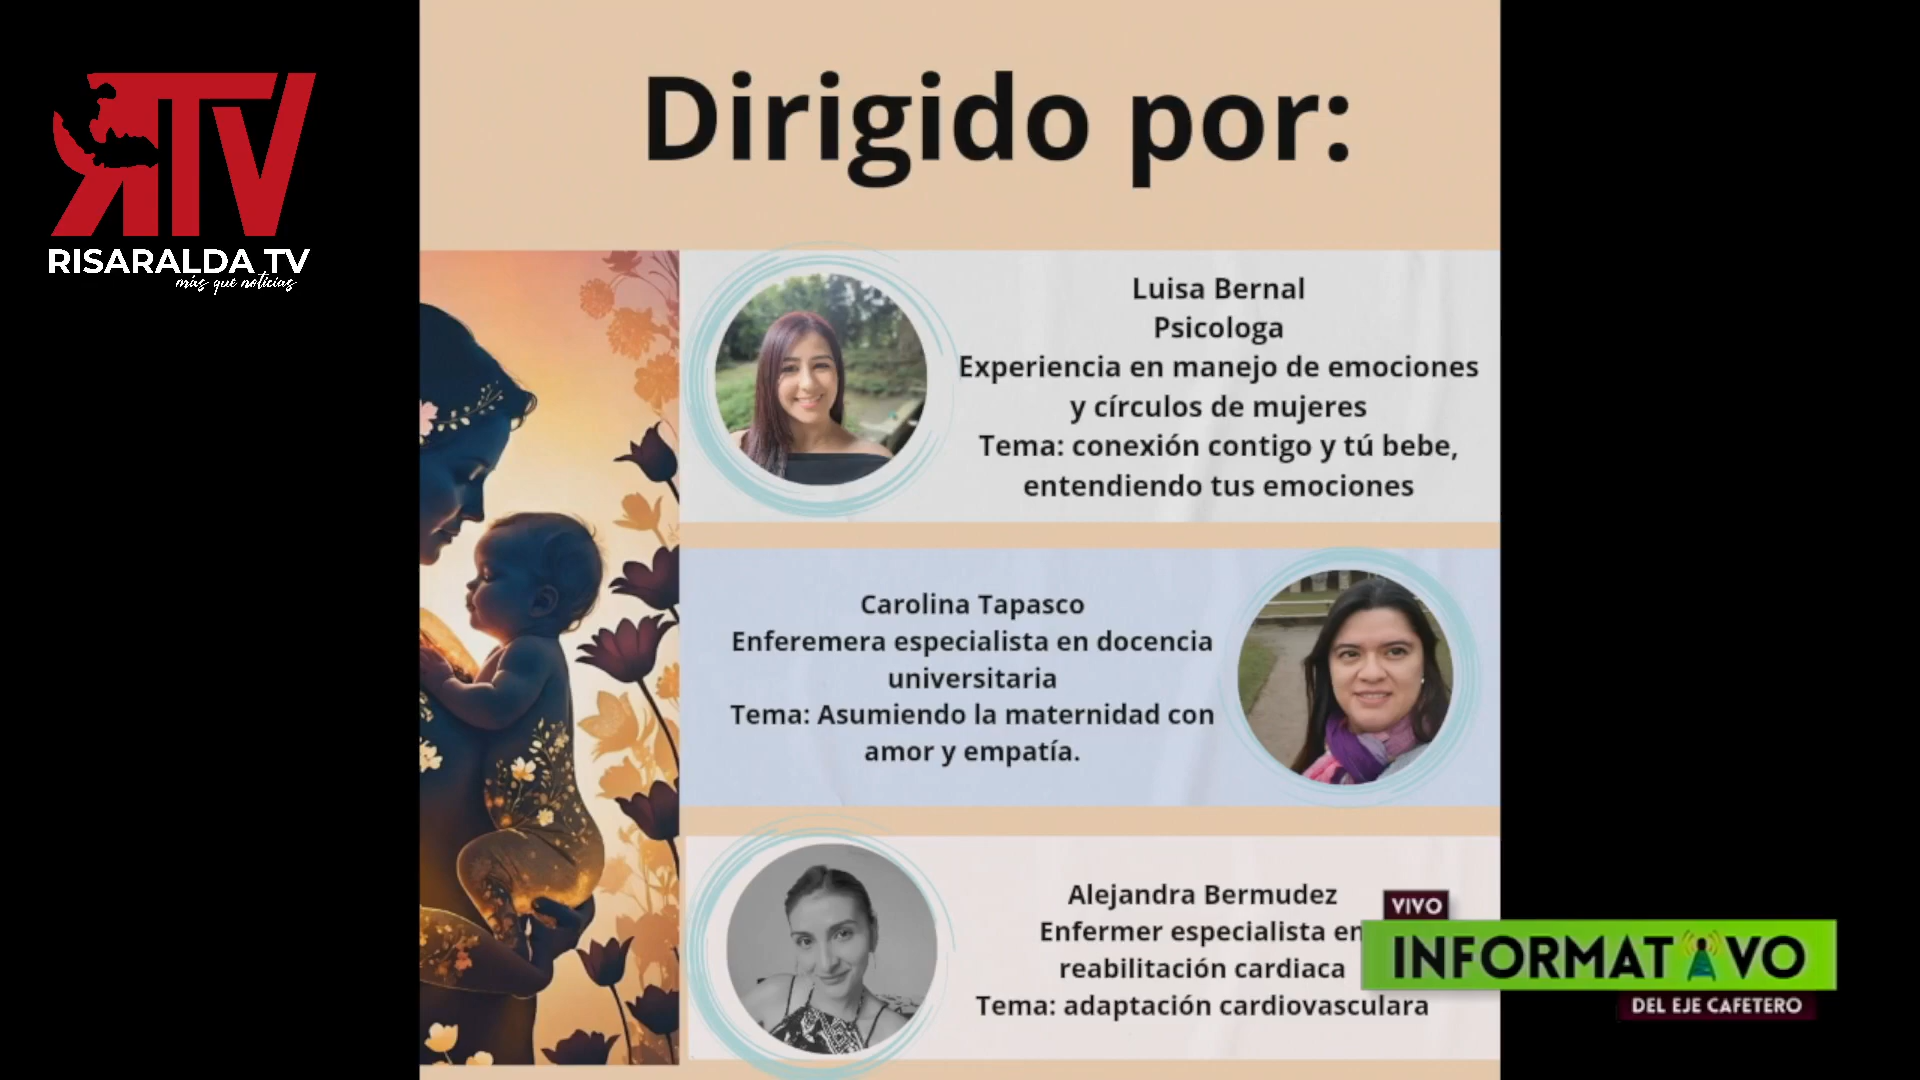 Dirigido por:
RTV
RISARALDA TV
más que noticias
Luisa Bernal
Psicologa
Experiencia en manejo de emociones
y círculos de mujeres
Tema: conexión contigo y tú bebe,
entendiendo tus emociones
Carolina Tapasco
Enferemera especialista en docencia
universitaria
Tema: Asumiendo la maternidad con
amor y empatía.
Alejandra Bermudez
Enfermer especialista en
reabilitación cardiaca
Tema: adaptación cardiovasculara
VIVO
INFORMATIVO
DEL EJE CAFETERO